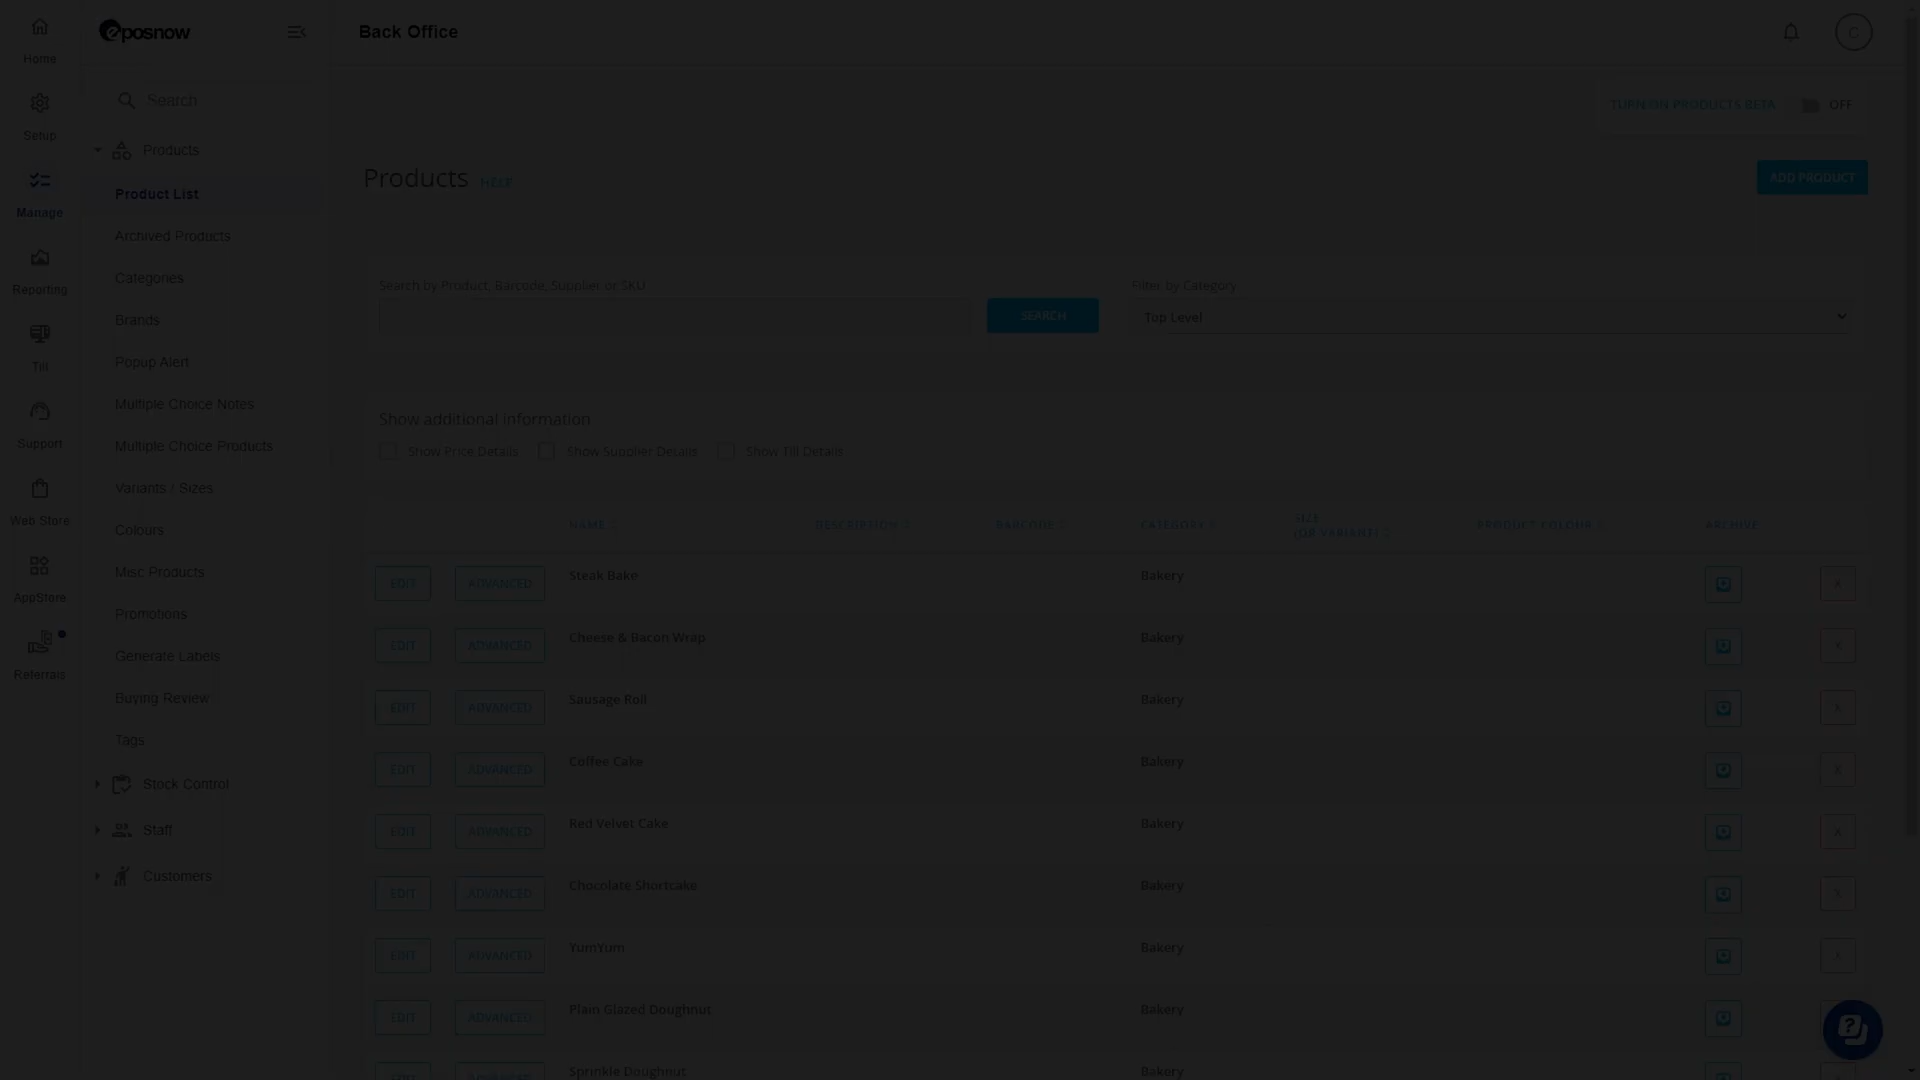 Home
Setup
Manage
Reporting
Till
Support
Web Store
AppStore
Referrals
eposnow
Search
Products
Product List
Archived Products
Categories
Brands
Popup Alert
Multiple Choice Notes
Multiple Choice Products
Variants / Sizes
Colours
Misc Products
Promotions
Generate Labels
Buying Review
Tags
Stock Control
Staff
Customers
Back Office
C
TURN ON PRODUCTS BETA OFF
Products HELP
ADD PRODUCT
Search by Product, Barcode, Supplier or SKU
SEARCH
Filter by Category
Top Level
Show additional information
Show Price Details Show Supplier Details Show Till Details
NAME DESCRIPTION BARCODE CATEGORY SIZE (OR VARIANT) PRODUCT COLOUR ARCHIVE
EDIT ADVANCED Steak Bake Bakery X
EDIT ADVANCED Cheese & Bacon Wrap Bakery X
EDIT ADVANCED Sausage Roll Bakery X
EDIT ADVANCED Coffee Cake Bakery X
EDIT ADVANCED Red Velvet Cake Bakery X
EDIT ADVANCED Chocolate Shortcake Bakery X
EDIT ADVANCED YumYum Bakery X
EDIT ADVANCED Plain Glazed Doughnut Bakery
EDIT ADVANCED Sprinkle Doughnut Bakery